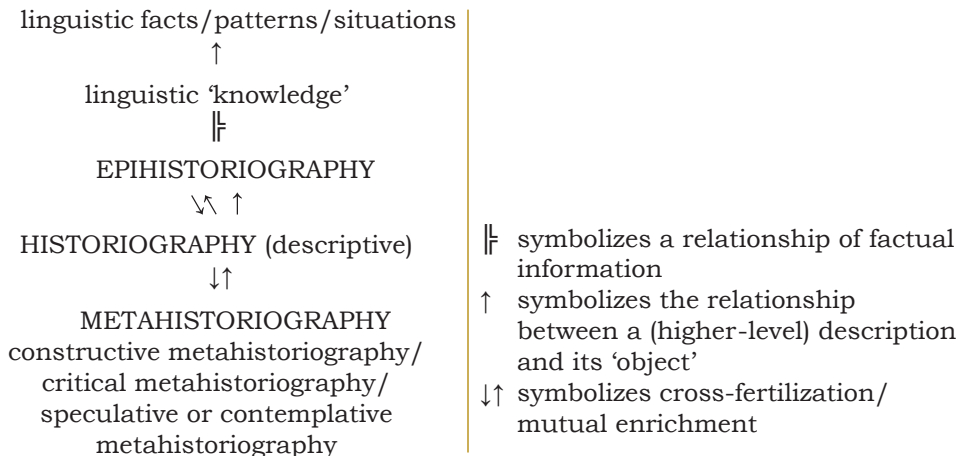 linguistic facts/patterns/situations
↑
linguistic ‘knowledge’
╠
EPIHISTORIOGRAPHY
↘↖ ↑
HISTORIOGRAPHY (descriptive)
↓↑
METAHISTORIOGRAPHY
constructive metahistoriography/
critical metahistoriography/
speculative or contemplative
metahistoriography
╠ symbolizes a relationship of factual
information
↑ symbolizes the relationship
between a (higher-level) description
and its ‘object’
↓↑ symbolizes cross-fertilization/
mutual enrichment